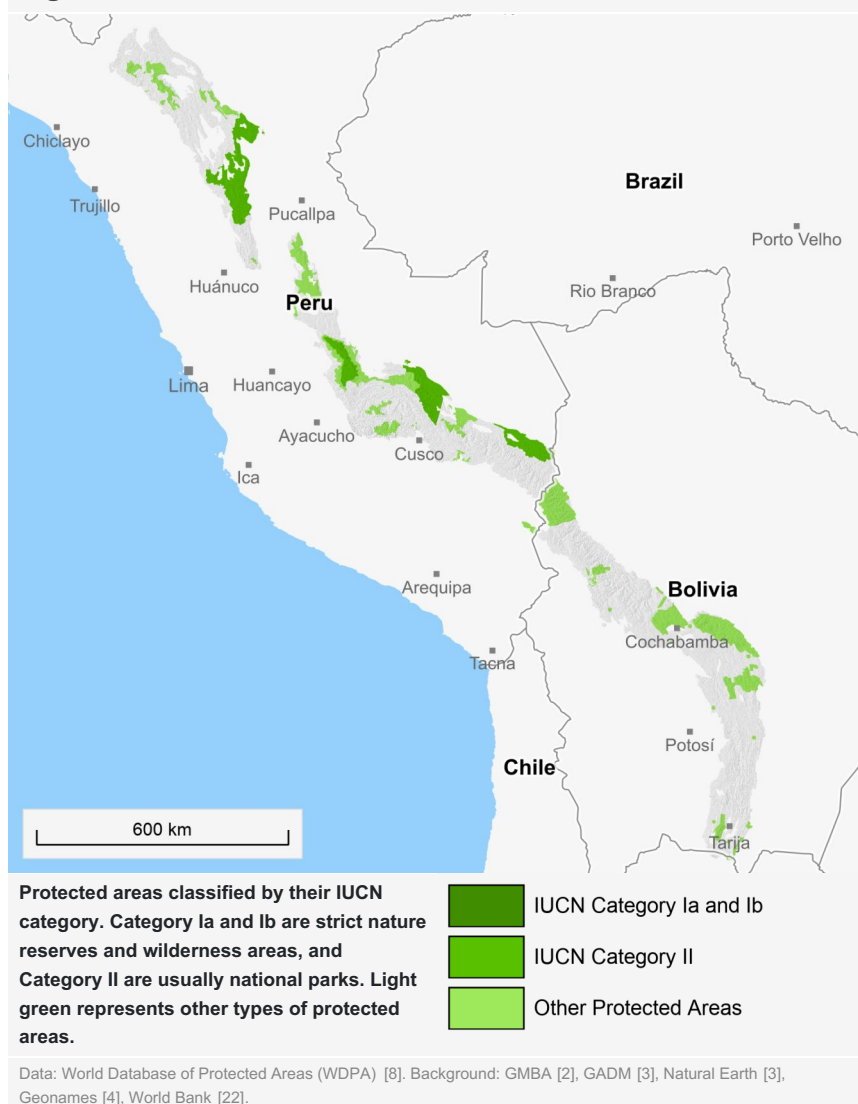 Chiclayo
Brazil
Trujillo
Pucallpa
Porto Velho
Huánuco
Rio Branco
Peru
Lima
Huancayo
Ayacucho
Cusco
Ica
Arequipa
Bolivia
Cochabamba
Tacna
Potosí
Chile
600 km
Tarija
Protected areas classified by their IUCN
category. Category Ia and Ib are strict nature
reserves and wilderness areas, and
Category II are usually national parks. Light
green represents other types of protected
areas.
IUCN Category Ia and Ib
IUCN Category II
Other Protected Areas
Data: World Database of Protected Areas (WDPA) [8]. Background: GMBA [2], GADM [3], Natural Earth [3],
Geonames [4], World Bank [22].